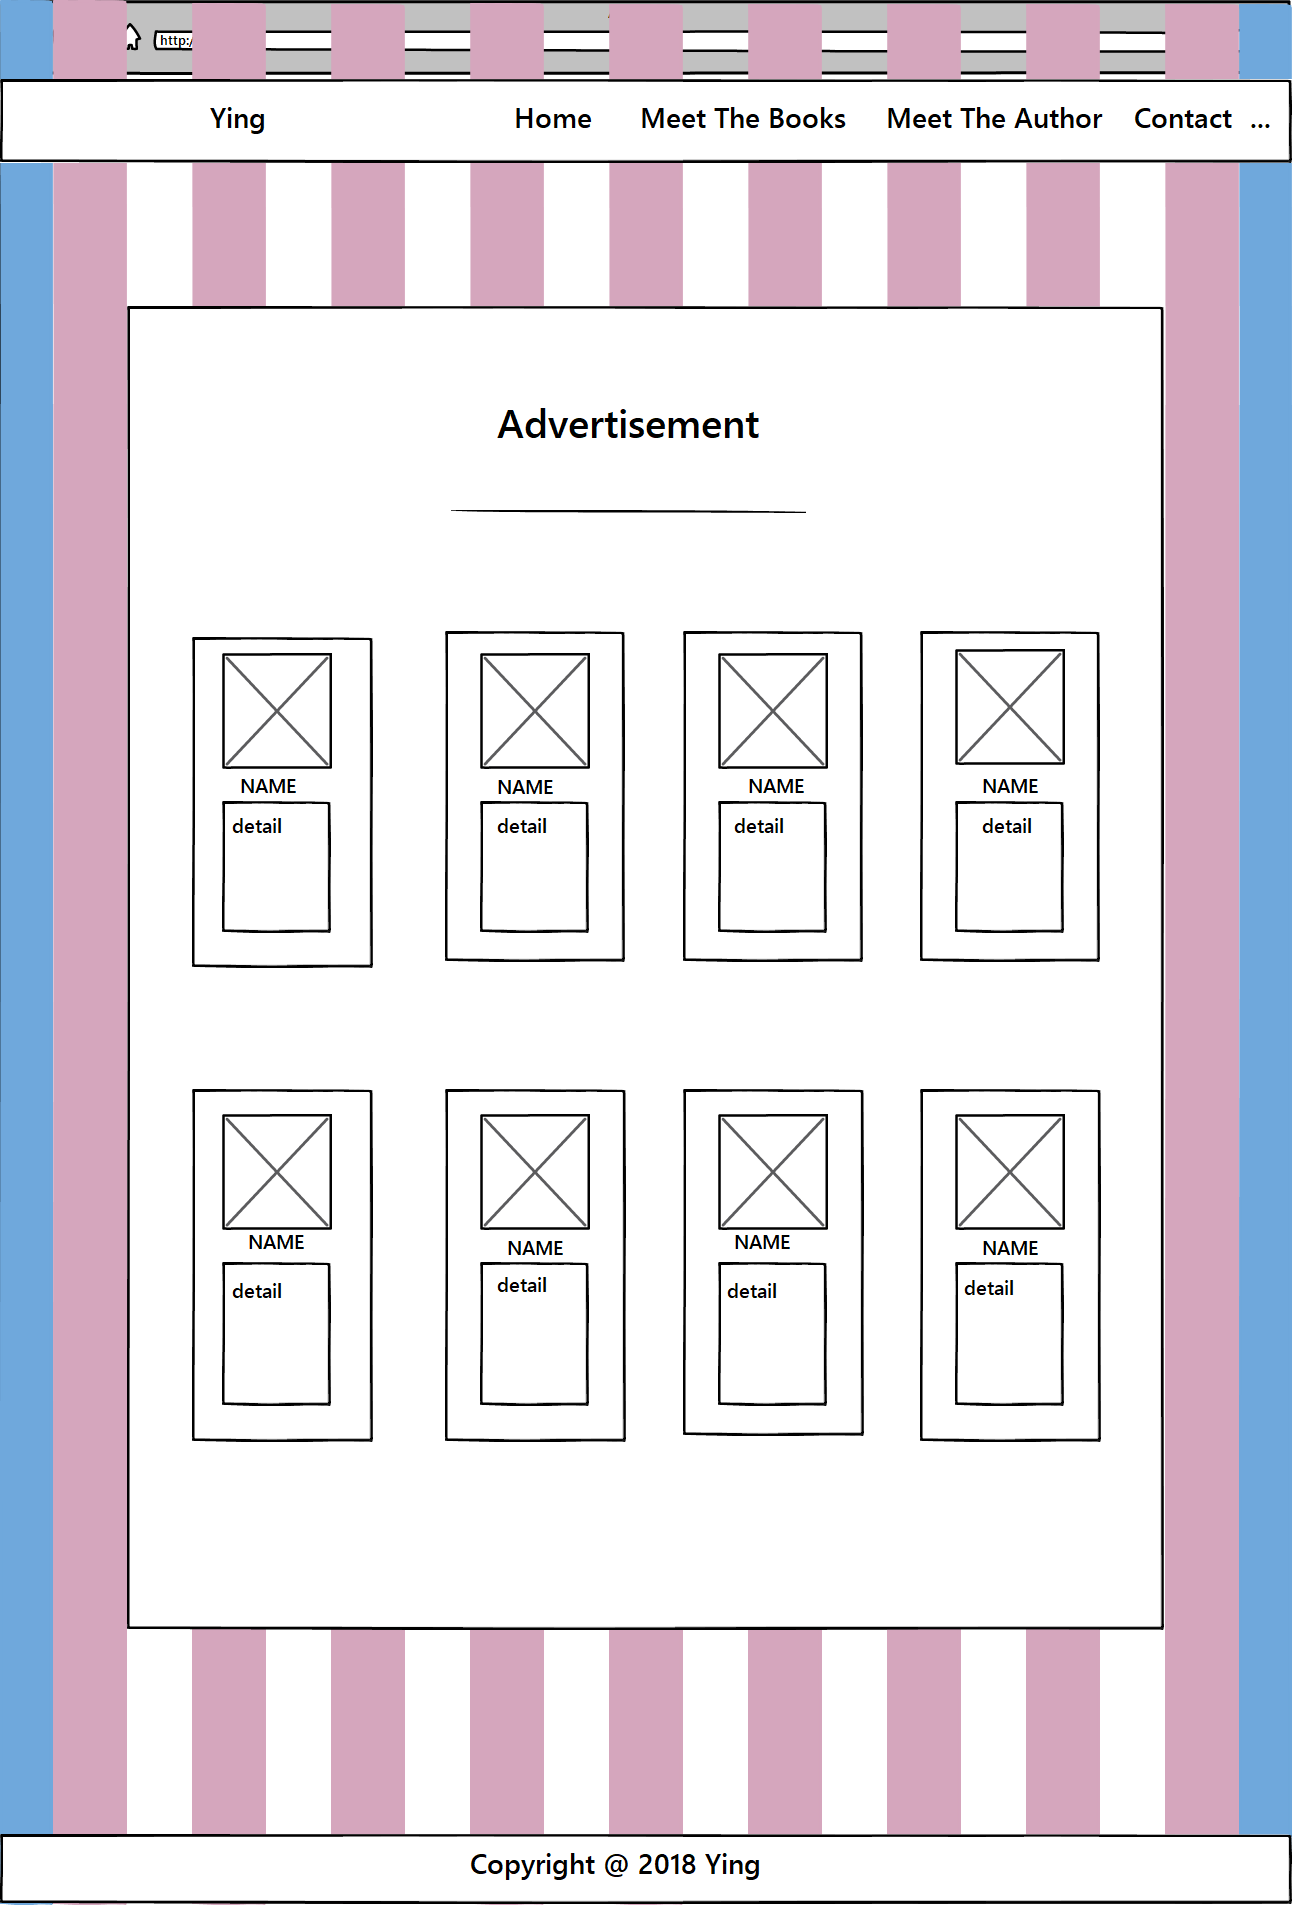 http:/
Ying Home Meet The Books Meet The Author Contact ...
Advertisement
NAME NAME NAME NAME
detail detail detail detail
NAME NAME NAME NAME
detail detail detail detail
Copyright @ 2018 Ying